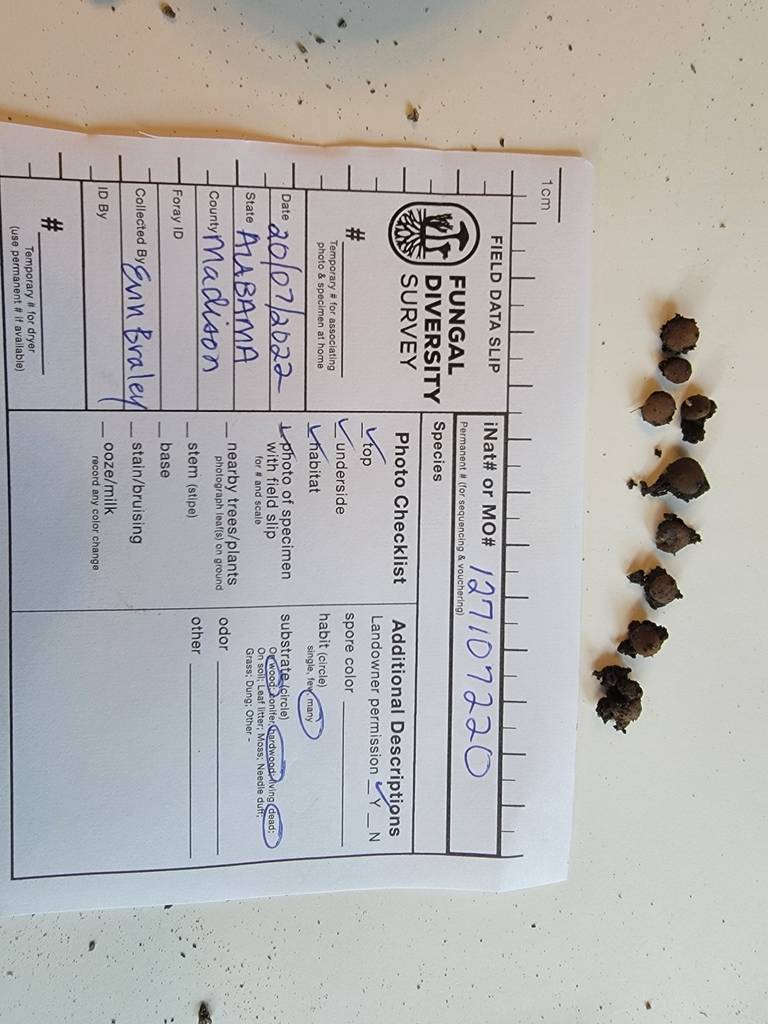 1cm
FIELD DATA SLIP
FUNGAL
DIVERSITY
SURVEY
#
Temporary # for associating
photo & specimen at home
Date 20/07/2022
State ALABAMA
County Madison
Foray ID
Collected By Erin Braley
ID By
#
Temporary # for dryer
(use permanent # if available)
iNat# or MO# 127107220
Permanent # (for sequencing & vouchering)
Species
Photo Checklist
top
underside
habitat
photo of specimen
with field slip
for # and scale
nearby trees/plants
photograph leaf(s) on ground
stem (stipe)
base
stain/bruising
ooze/milk
record any color change
Additional Descriptions
Landowner permission _ Y _ N
spore color
habit (circle)
single, few, many
substrate (circle)
On wood: conifer, hardwood, living, dead;
On soil; Leaf litter; Moss; Needle duff;
Grass; Dung; Other -
odor
other